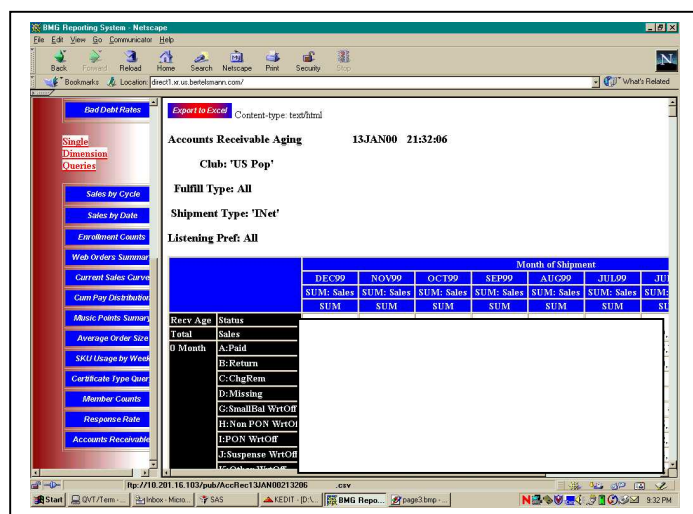 BMG Reporting System - Netscape
File Edit View Go Communicator Help
Back Forward Reload Home Search Netscape Print Security Stop
N
Bookmarks Location: direct1.xr.us.bertelsmann.com/ What's Related
Bad Debt Rates
Single
Dimension
Queries
Sales by Cycle
Sales by Date
Enrollment Counts
Web Orders Summar
Current Sales Curve
Cum Pay Distribution
Music Points Sumary
Average Order Size
SKU Usage by Week
Certificate Type Quer
Member Counts
Response Rate
Accounts Receivable
Export to Excel Content-type: text/html
Accounts Receivable Aging 13JAN00 21:32:06
Club: 'US Pop'
Fulfill Type: All
Shipment Type: 'INet'
Listening Pref: All
Month of Shipment
DEC99 NOV99 OCT99 SEP99 AUG99 JUL99 JU
SUM: Sales SUM: Sales SUM: Sales SUM: Sales SUM: Sales SUM: Sales SUM:
SUM SUM SUM SUM SUM SUM
Recv Age Status
Total Sales
0 Month A:Paid
B:Return
C:ChgRem
D:Missing
G:SmallBal WrtOff
H:Non PON WrtOf
I:PON WrtOff
J:Suspense WrtOff
K:Other WrtOff
ftp://10.201.16.103/pub/AccRec13JAN00213206 .csv
Start QVT/Term - ... Inbox - Micro... SAS KEDIT - [D:\... BMG Repo... page3.bmp - ... 9:32 PM